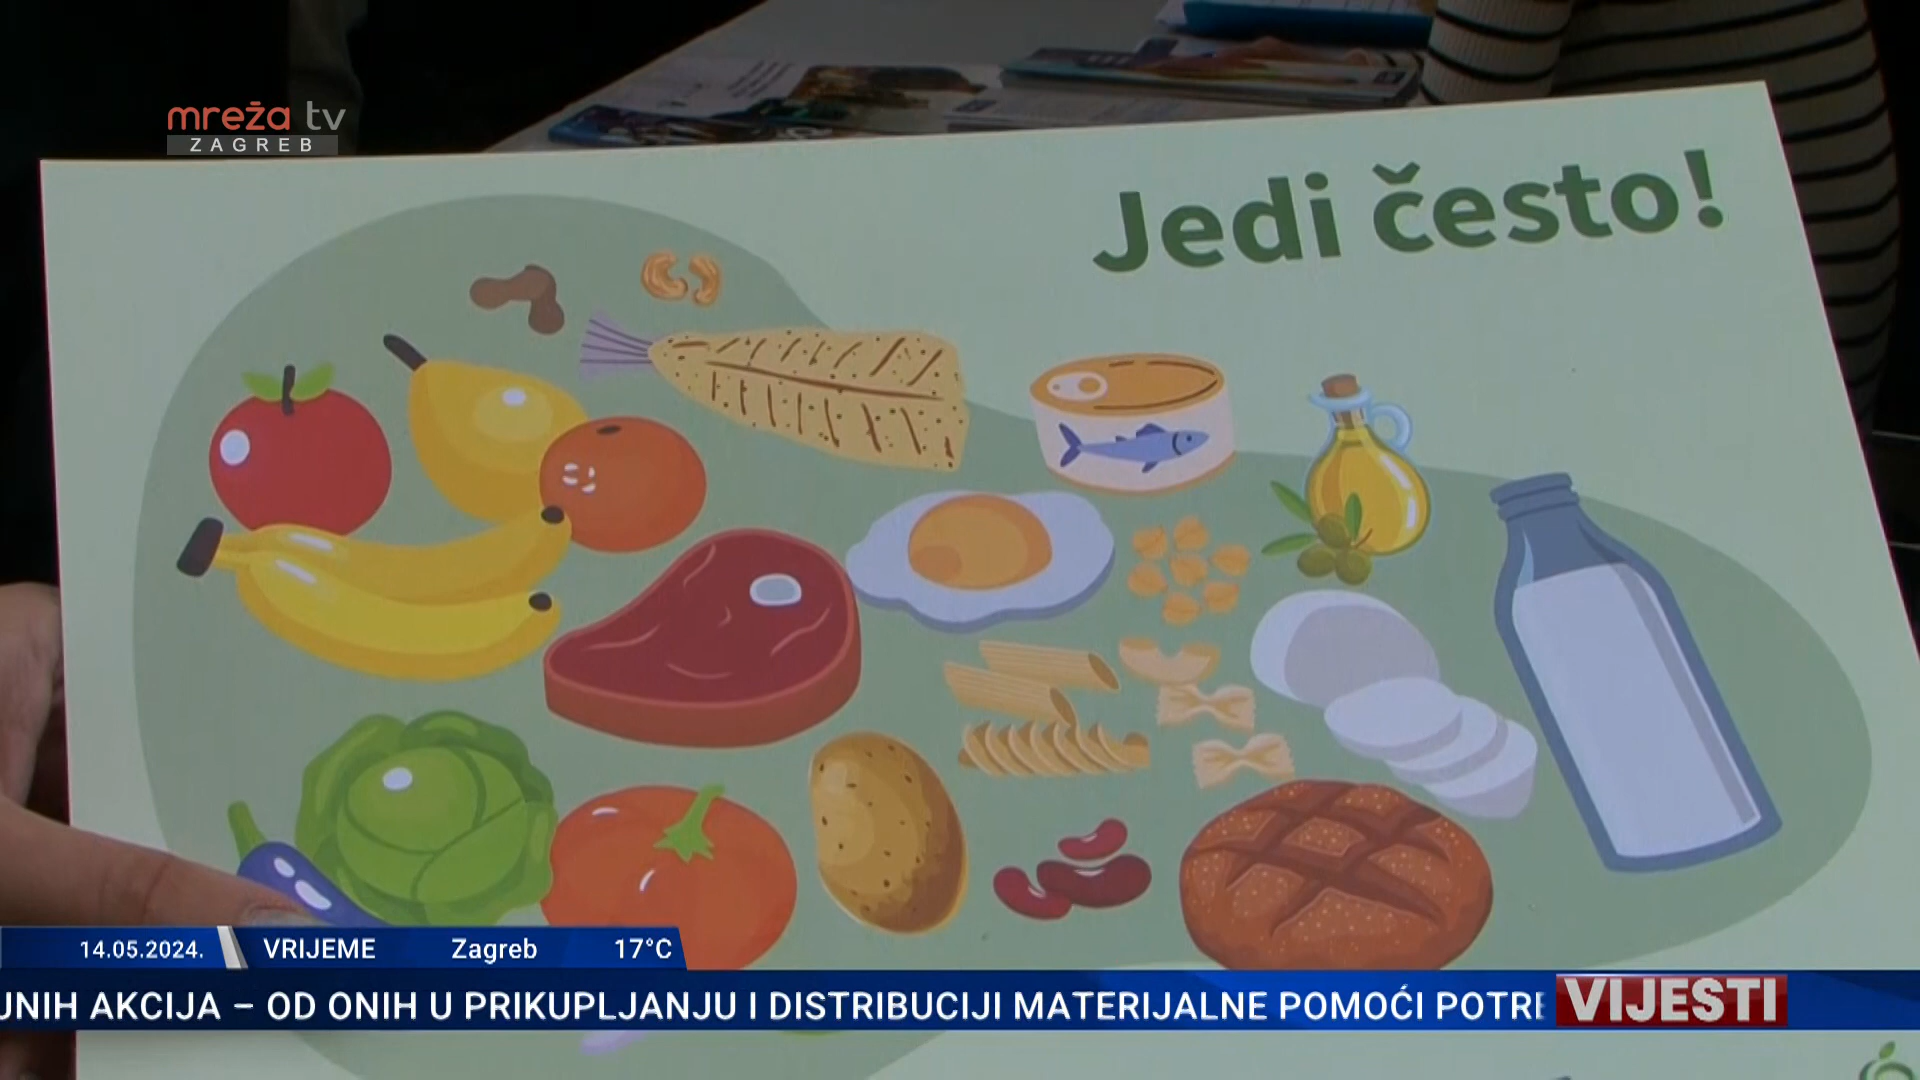 mreža tv
ZAGREB
Jedi često!
14.05.2024. VRIJEME Zagreb 17°C
JNIH AKCIJA – OD ONIH U PRIKUPLJANJU I DISTRIBUCIJI MATERIJALNE POMOĆI POTRE
VIJESTI